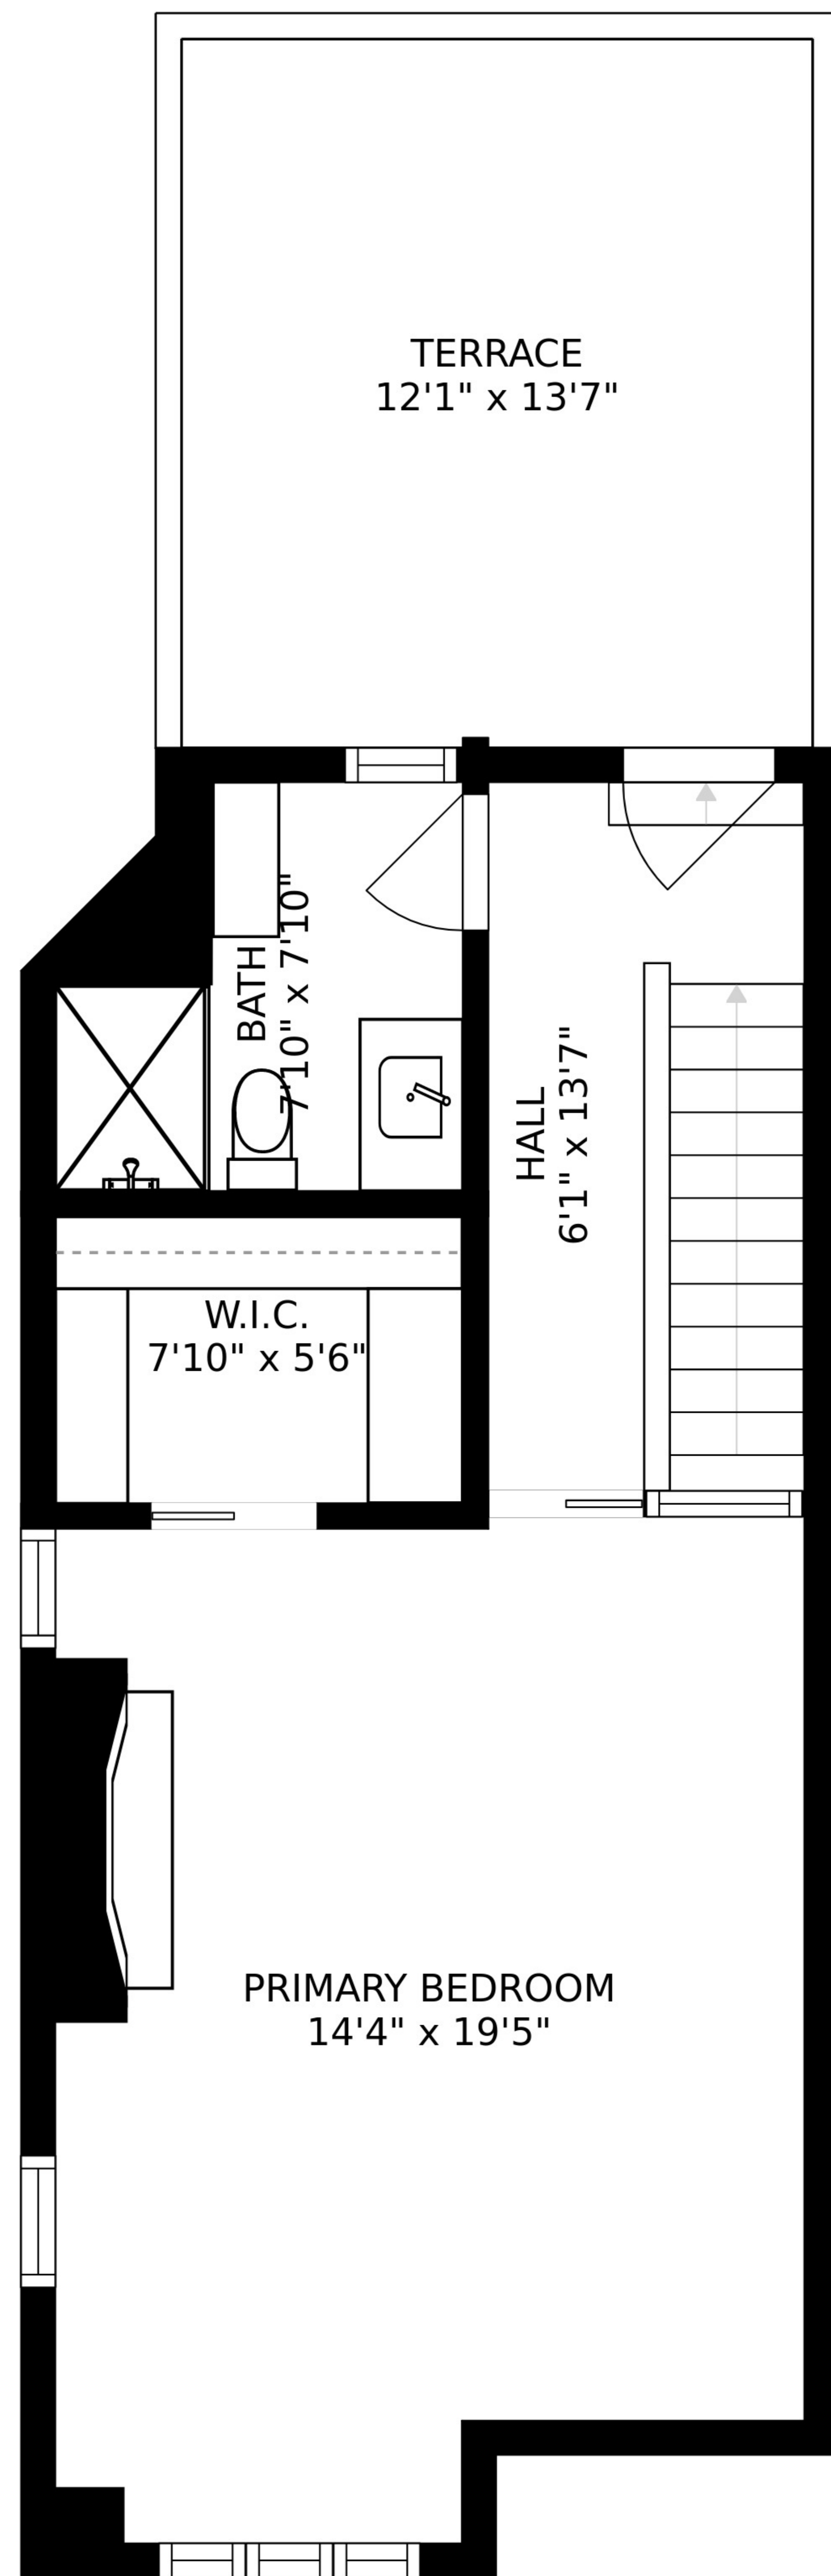 TERRACE
12'1" x 13'7"
BATH
7'10" x 7'10"
HALL
6'1" x 13'7"
W.I.C.
7'10" x 5'6"
PRIMARY BEDROOM
14'4" x 19'5"